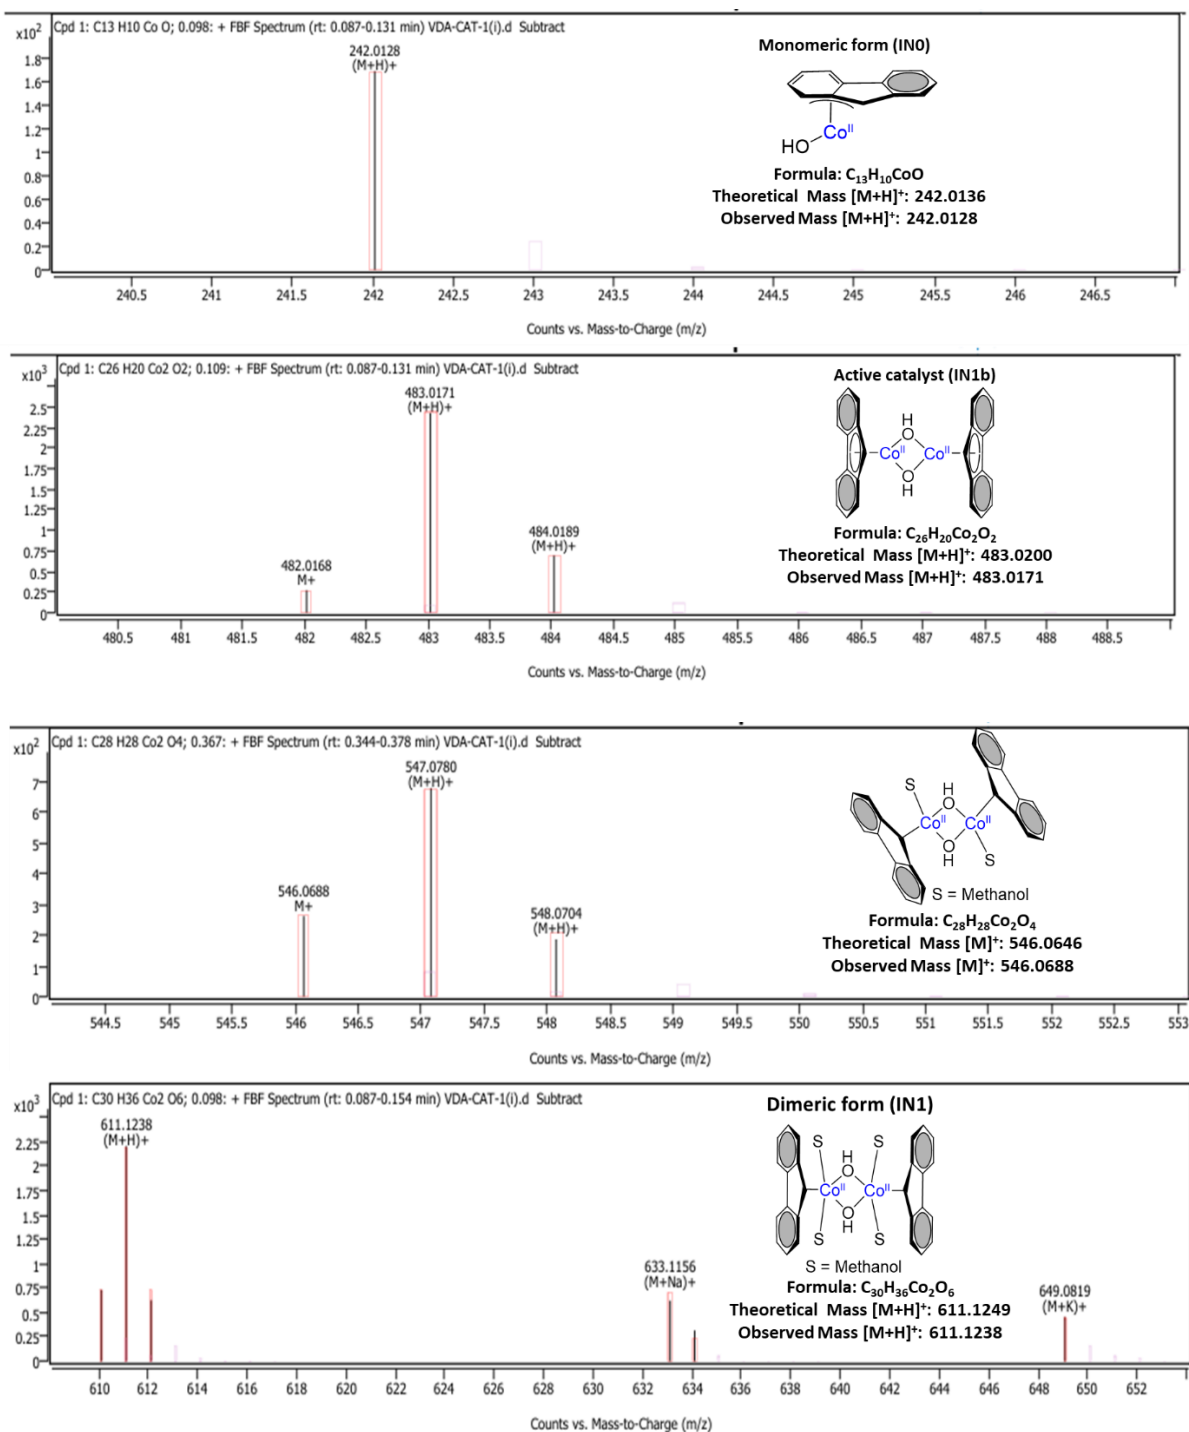 Cpd 1: C13 H10 Co O; 0.098: + FBF Spectrum (rt: 0.087-0.131 min) VDA-CAT-1(i).d Subtract
x10²
1.8
1.6
1.4
1.2
1
0.8
0.6
0.4
0.2
0
242.0128
(M+H)+
Monomeric form (IN0)
Co^II
HO
Formula: C₁₃H₁₀CoO
Theoretical Mass [M+H]⁺: 242.0136
Observed Mass [M+H]⁺: 242.0128
240.5 241 241.5 242 242.5 243 243.5 244 244.5 245 245.5 246 246.5
Counts vs. Mass-to-Charge (m/z)
Cpd 1: C26 H20 Co2 O2; 0.109: + FBF Spectrum (rt: 0.087-0.131 min) VDA-CAT-1(i).d Subtract
x10³
2.5
2.25
2
1.75
1.5
1.25
1
0.75
0.5
0.25
0
482.0168
M+
483.0171
(M+H)+
484.0189
(M+H)+
Active catalyst (IN1b)
H
O
Co^II Co^II
O
H
Formula: C₂₆H₂₀Co₂O₂
Theoretical Mass [M+H]⁺: 483.0200
Observed Mass [M+H]⁺: 483.0171
480.5 481 481.5 482 482.5 483 483.5 484 484.5 485 485.5 486 486.5 487 487.5 488 488.5
Counts vs. Mass-to-Charge (m/z)
Cpd 1: C28 H28 Co2 O4; 0.367: + FBF Spectrum (rt: 0.344-0.378 min) VDA-CAT-1(i).d Subtract
x10²
7
6
5
4
3
2
1
0
546.0688
M+
547.0780
(M+H)+
548.0704
(M+H)+
S
H
O
Co^II Co^II
O
H
S
S = Methanol
Formula: C₂₈H₂₈Co₂O₄
Theoretical Mass [M]⁺: 546.0646
Observed Mass [M]⁺: 546.0688
544.5 545 545.5 546 546.5 547 547.5 548 548.5 549 549.5 550 550.5 551 551.5 552 552.5 553
Counts vs. Mass-to-Charge (m/z)
Cpd 1: C30 H36 Co2 O6; 0.098: + FBF Spectrum (rt: 0.087-0.154 min) VDA-CAT-1(i).d Subtract
x10³
2.25
2
1.75
1.5
1.25
1
0.75
0.5
0.25
0
611.1238
(M+H)+
633.1156
(M+Na)+
649.0819
(M+K)+
Dimeric form (IN1)
S S
H
O
Co^II Co^II
O
H
S S
S = Methanol
Formula: C₃₀H₃₆Co₂O₆
Theoretical Mass [M+H]⁺: 611.1249
Observed Mass [M+H]⁺: 611.1238
610 612 614 616 618 620 622 624 626 628 630 632 634 636 638 640 642 644 646 648 650 652
Counts vs. Mass-to-Charge (m/z)